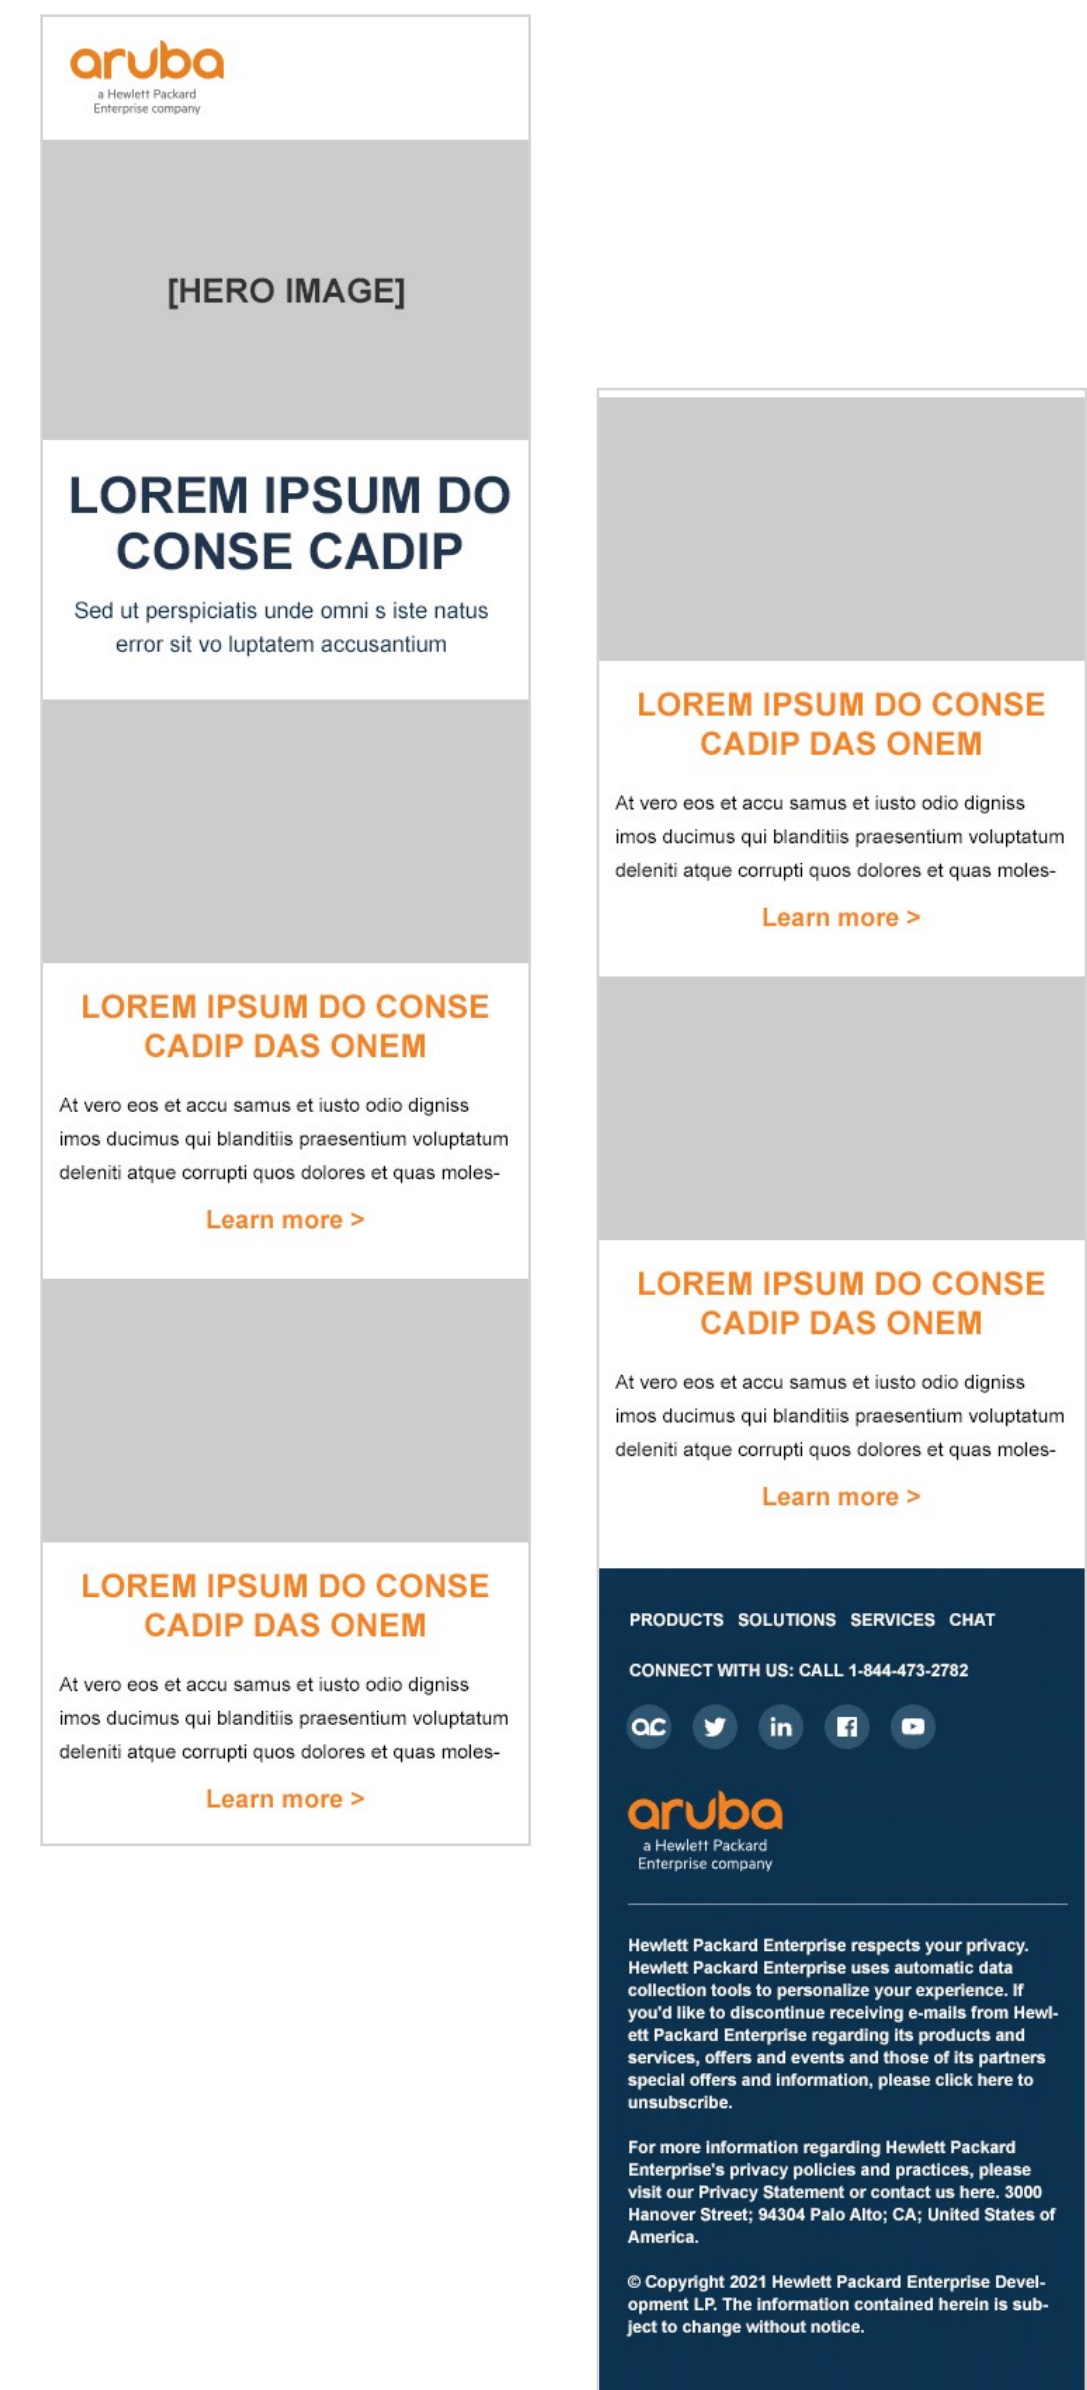 aruba
a Hewlett Packard
Enterprise company
[HERO IMAGE]
LOREM IPSUM DO
CONSE CADIP
Sed ut perspiciatis unde omni s iste natus
error sit vo luptatem accusantium
LOREM IPSUM DO CONSE
CADIP DAS ONEM
At vero eos et accu samus et iusto odio digniss
imos ducimus qui blanditiis praesentium voluptatum
deleniti atque corrupti quos dolores et quas moles-
Learn more >
LOREM IPSUM DO CONSE
CADIP DAS ONEM
At vero eos et accu samus et iusto odio digniss
imos ducimus qui blanditiis praesentium voluptatum
deleniti atque corrupti quos dolores et quas moles-
Learn more >
LOREM IPSUM DO CONSE
CADIP DAS ONEM
At vero eos et accu samus et iusto odio digniss
imos ducimus qui blanditiis praesentium voluptatum
deleniti atque corrupti quos dolores et quas moles-
Learn more >
LOREM IPSUM DO CONSE
CADIP DAS ONEM
At vero eos et accu samus et iusto odio digniss
imos ducimus qui blanditiis praesentium voluptatum
deleniti atque corrupti quos dolores et quas moles-
Learn more >
PRODUCTS SOLUTIONS SERVICES CHAT
CONNECT WITH US: CALL 1-844-473-2782
ac in f
aruba
a Hewlett Packard
Enterprise company
Hewlett Packard Enterprise respects your privacy.
Hewlett Packard Enterprise uses automatic data
collection tools to personalize your experience. If
you'd like to discontinue receiving e-mails from Hewl-
ett Packard Enterprise regarding its products and
services, offers and events and those of its partners
special offers and information, please click here to
unsubscribe.
For more information regarding Hewlett Packard
Enterprise's privacy policies and practices, please
visit our Privacy Statement or contact us here. 3000
Hanover Street; 94304 Palo Alto; CA; United States of
America.
© Copyright 2021 Hewlett Packard Enterprise Devel-
opment LP. The information contained herein is sub-
ject to change without notice.